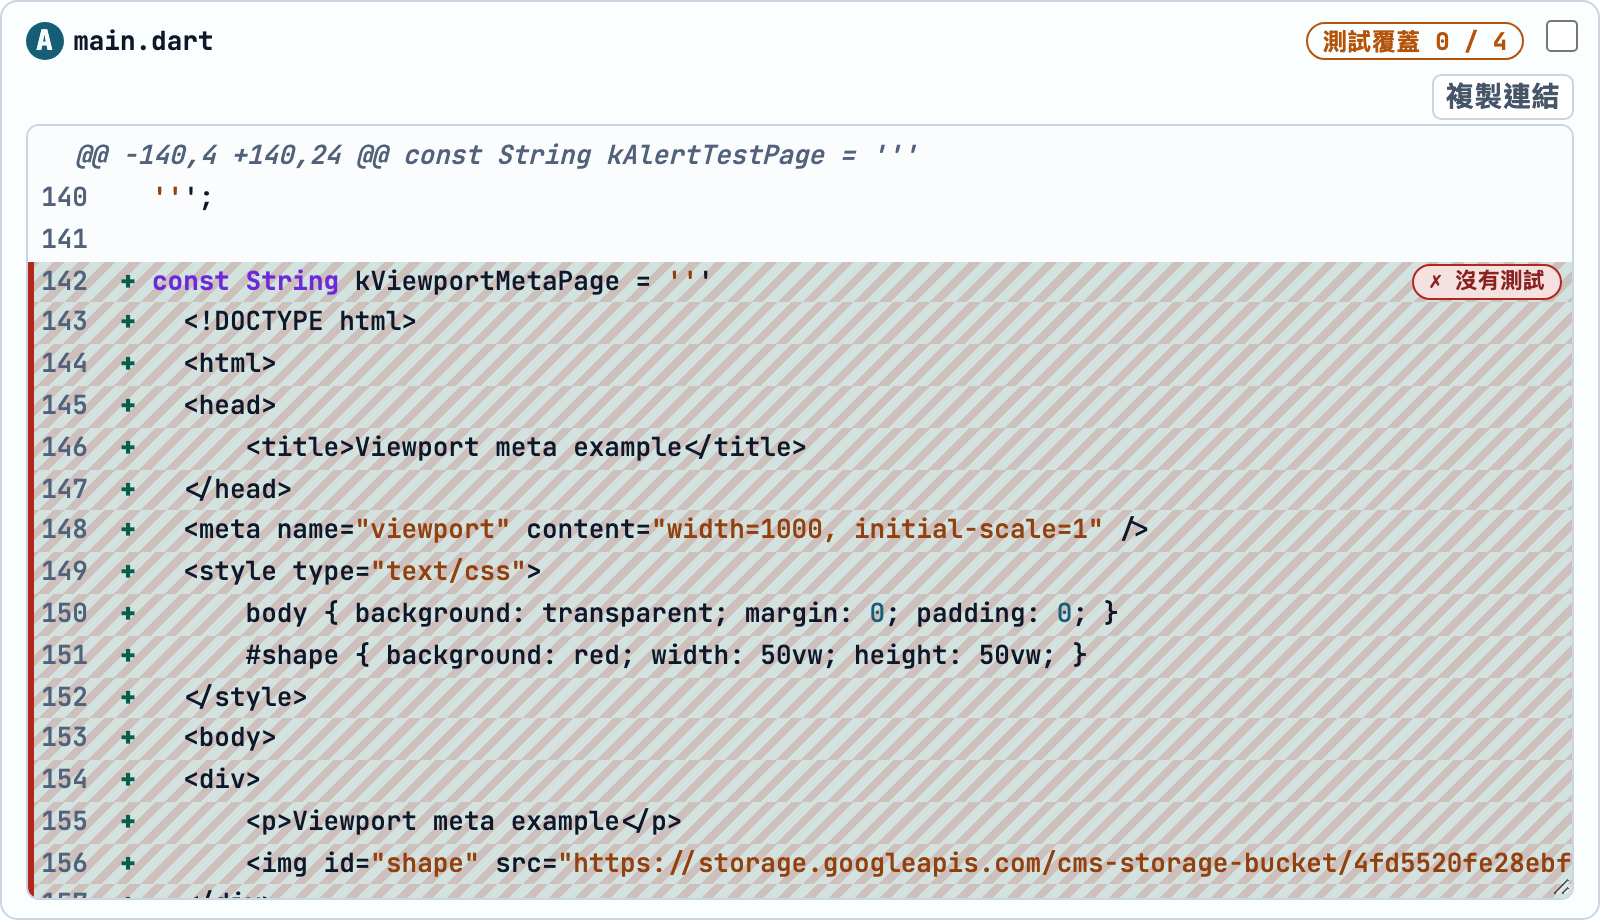 A main.dart
測試覆蓋 0 / 4
複製連結
@@ -140,4 +140,24 @@ const String kAlertTestPage = '''
140 ''';
141
142 + const String kViewportMetaPage = ''' ✗ 沒有測試
143 + <!DOCTYPE html>
144 + <html>
145 + <head>
146 + <title>Viewport meta example</title>
147 + </head>
148 + <meta name="viewport" content="width=1000, initial-scale=1" />
149 + <style type="text/css">
150 + body { background: transparent; margin: 0; padding: 0; }
151 + #shape { background: red; width: 50vw; height: 50vw; }
152 + </style>
153 + <body>
154 + <div>
155 + <p>Viewport meta example</p>
156 + <img id="shape" src="https://storage.googleapis.com/cms-storage-bucket/4fd5520fe28ebf